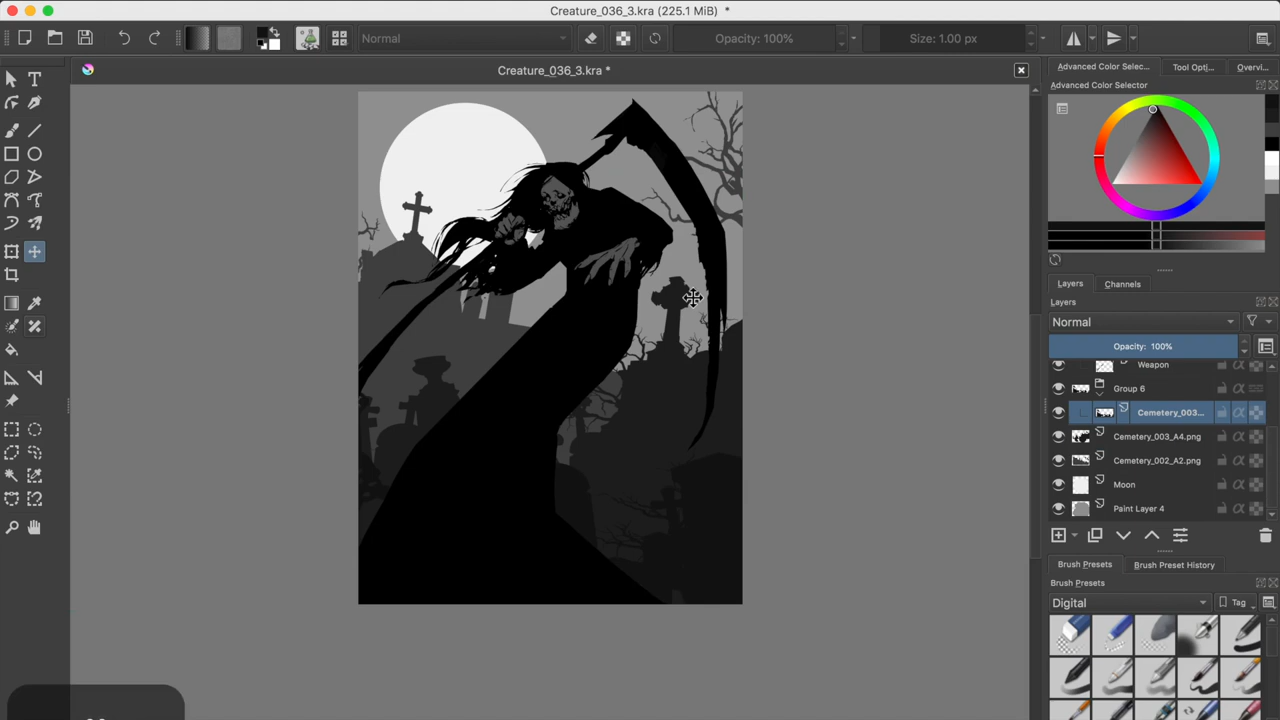 Creature_036_3.kra (225.1 MiB) *
Normal
Opacity: 100%
Size: 1.00 px
Creature_036_3.kra *
Advanced Color Selec...
Tool Opti...
Overvi...
Advanced Color Selector
Layers
Channels
Layers
Normal
Opacity: 100%
Weapon
Group 6
Cemetery_003...
Cemetery_003_A4.png
Cemetery_002_A2.png
Moon
Paint Layer 4
Brush Presets
Brush Preset History
Brush Presets
Digital
Tag